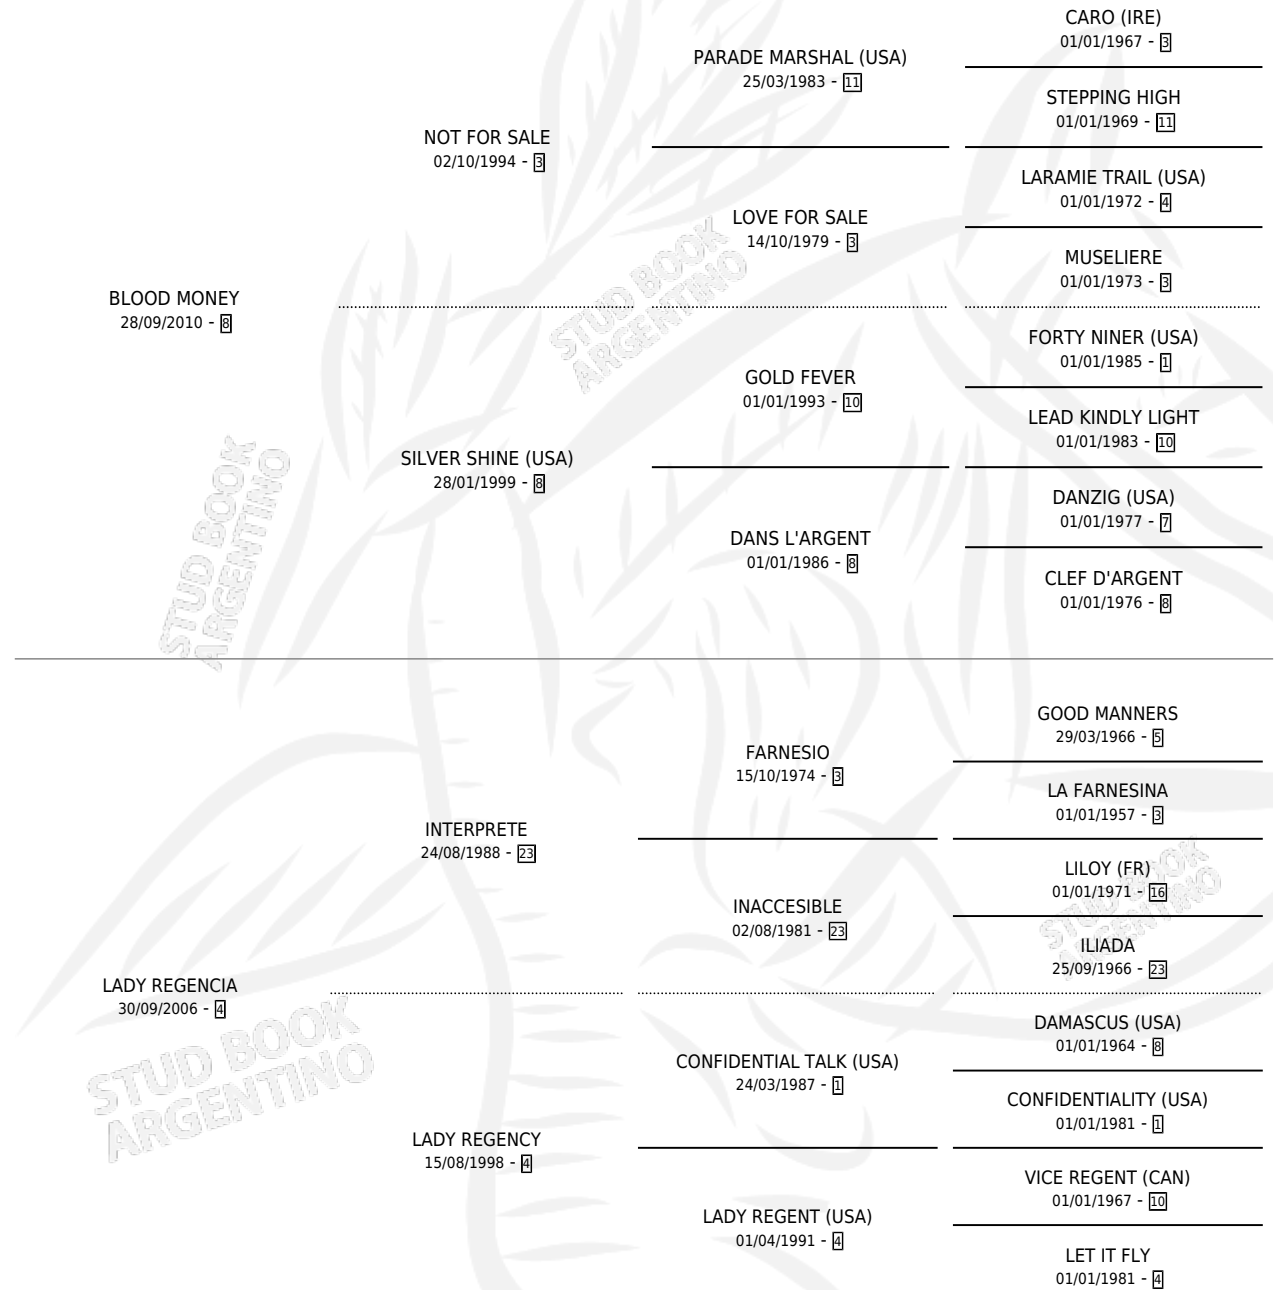 CARO (IRE)
01/01/1967 - 3
PARADE MARSHAL (USA)
25/03/1983 - 11
STEPPING HIGH
01/01/1969 - 11
NOT FOR SALE
02/10/1994 - 3
LARAMIE TRAIL (USA)
01/01/1972 - 4
LOVE FOR SALE
14/10/1979 - 3
MUSELIERE
01/01/1973 - 3
BLOOD MONEY
28/09/2010 - 8
FORTY NINER (USA)
01/01/1985 - 1
GOLD FEVER
01/01/1993 - 10
LEAD KINDLY LIGHT
01/01/1983 - 10
SILVER SHINE (USA)
28/01/1999 - 8
DANZIG (USA)
01/01/1977 - 7
DANS L'ARGENT
01/01/1986 - 8
CLEF D'ARGENT
01/01/1976 - 8
GOOD MANNERS
29/03/1966 - 5
FARNESIO
15/10/1974 - 3
LA FARNESINA
01/01/1957 - 3
INTERPRETE
24/08/1988 - 23
LILOY (FR)
01/01/1971 - 16
INACCESIBLE
02/08/1981 - 23
ILIADA
25/09/1966 - 23
LADY REGENCIA
30/09/2006 - 4
DAMASCUS (USA)
01/01/1964 - 8
CONFIDENTIAL TALK (USA)
24/03/1987 - 1
CONFIDENTIALITY (USA)
01/01/1981 - 1
LADY REGENCY
15/08/1998 - 4
VICE REGENT (CAN)
01/01/1967 - 10
LADY REGENT (USA)
01/04/1991 - 4
LET IT FLY
01/01/1981 - 4
STUD BOOK
ARGENTINO
STUD BOOK
ARGENTINO
STUD BOOK
ARGENTINO
STUD BOOK
ARGENTINO